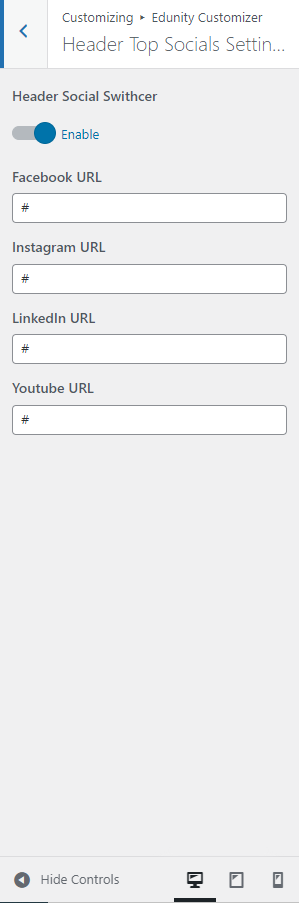 Customizing ▸ Edunity Customizer
Header Top Socials Settin...
Header Social Swithcer
Enable
Facebook URL
#
Instagram URL
#
LinkedIn URL
#
Youtube URL
#
Hide Controls